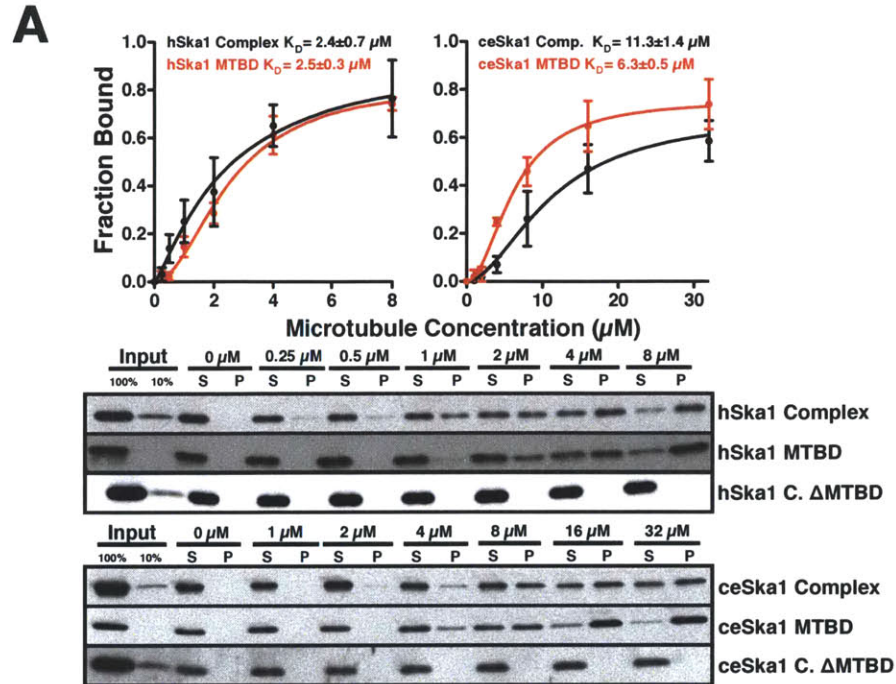 A
hSka1 Complex K_D= 2.4±0.7 µM
hSka1 MTBD K_D= 2.5±0.3 µM
ceSka1 Comp. K_D= 11.3±1.4 µM
ceSka1 MTBD K_D= 6.3±0.5 µM
Fraction Bound
1.0
0.8
0.6
0.4
0.2
0.0
0 2 4 6 8
1.0
0.8
0.6
0.4
0.2
0.0
0 10 20 30
Microtubule Concentration (µM)
Input 0 µM 0.25 µM 0.5 µM 1 µM 2 µM 4 µM 8 µM
100% 10% S P S P S P S P S P S P S P
hSka1 Complex
hSka1 MTBD
hSka1 C. ΔMTBD
Input 0 µM 1 µM 2 µM 4 µM 8 µM 16 µM 32 µM
100% 10% S P S P S P S P S P S P S P
ceSka1 Complex
ceSka1 MTBD
ceSka1 C. ΔMTBD